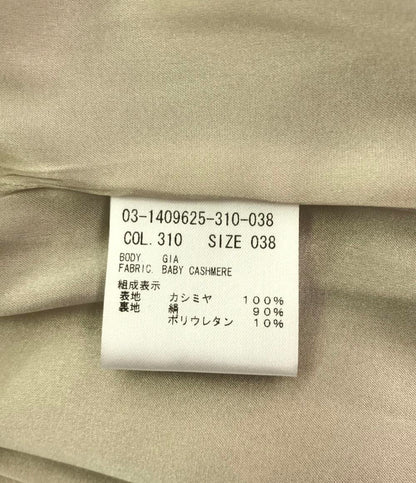 03-1409625-310-038
COL. 310 SIZE 038
BODY GIA
FABRIC. BABY CASHMERE
組成表示
表地 カシミヤ 100%
裏地 絹 90%
ポリウレタン 10%